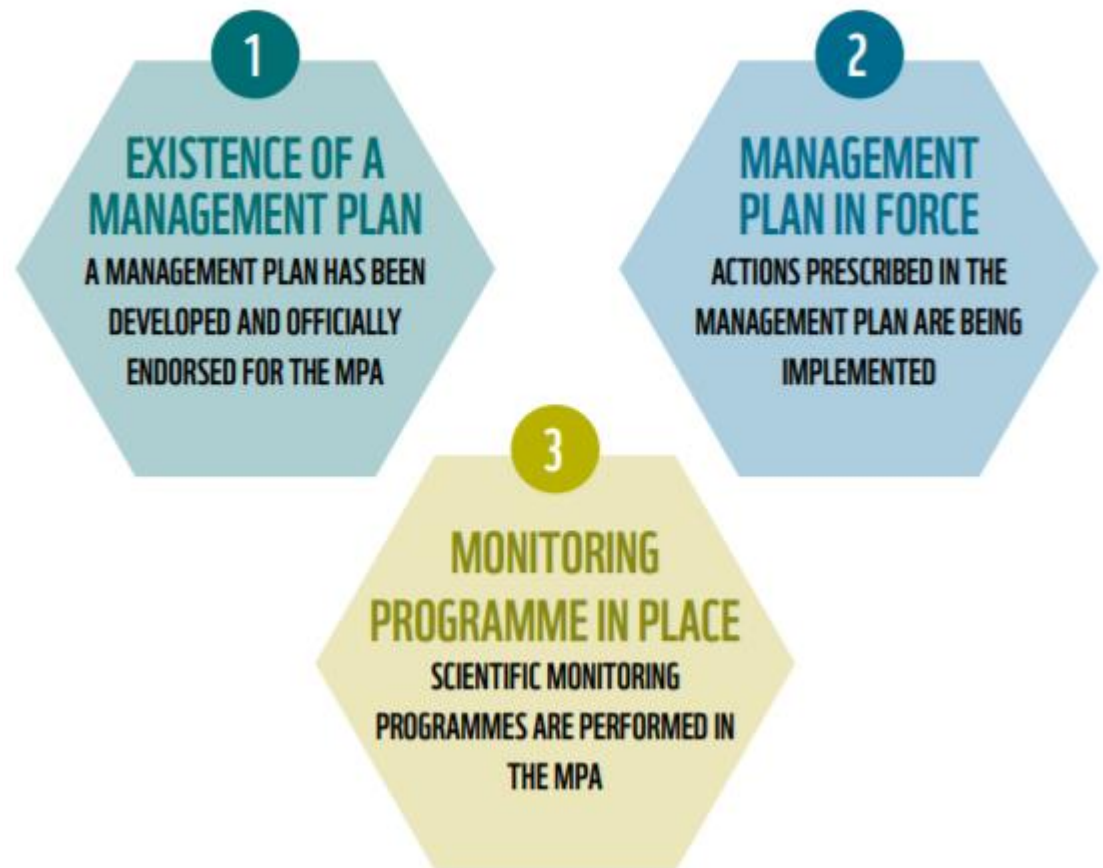 1
EXISTENCE OF A
MANAGEMENT PLAN
A MANAGEMENT PLAN HAS BEEN
DEVELOPED AND OFFICIALLY
ENDORSED FOR THE MPA
2
MANAGEMENT
PLAN IN FORCE
ACTIONS PRESCRIBED IN THE
MANAGEMENT PLAN ARE BEING
IMPLEMENTED
3
MONITORING
PROGRAMME IN PLACE
SCIENTIFIC MONITORING
PROGRAMMES ARE PERFORMED IN
THE MPA